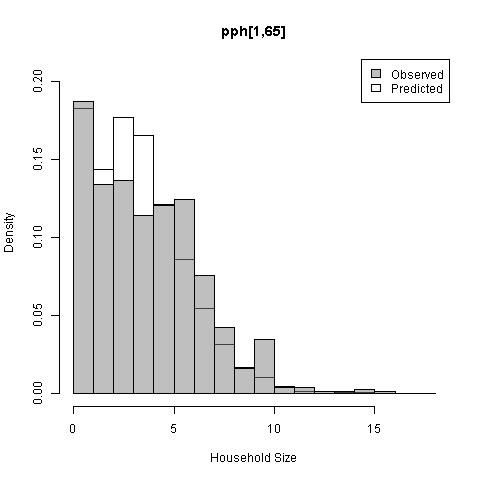 pph[1,65]
Observed
Predicted
0.20
0.15
0.10
0.05
0.00
Density
0 5 10 15
Household Size